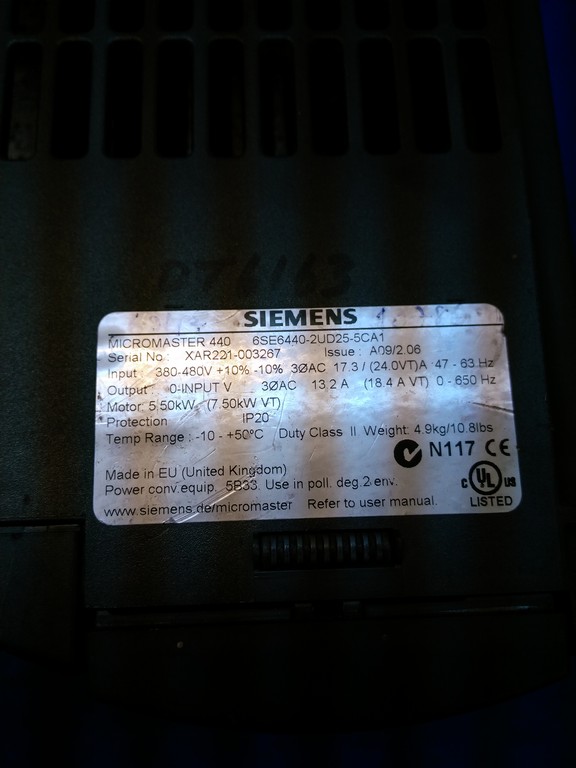 SIEMENS
MICROMASTER 440 6SE6440-2UD25-5CA1
Serial No : XAR221-003267 Issue : A09/2.06
Input : 380-480V +10% -10% 3ØAC 17.3 / (24.0VT)A 47 - 63 Hz
Output : 0-INPUT V 3ØAC 13.2 A (18.4 A VT) 0 - 650 Hz
Motor: 5.50kW (7.50kW VT)
Protection IP20
Temp Range : -10 - +50ºC Duty Class II Weight: 4.9kg/10.8lbs
N117 CE
Made in EU (United Kingdom)
Power conv.equip. 5B33. Use in poll. deg.2 env.
C UL US
www.siemens.de/micromaster Refer to user manual. LISTED